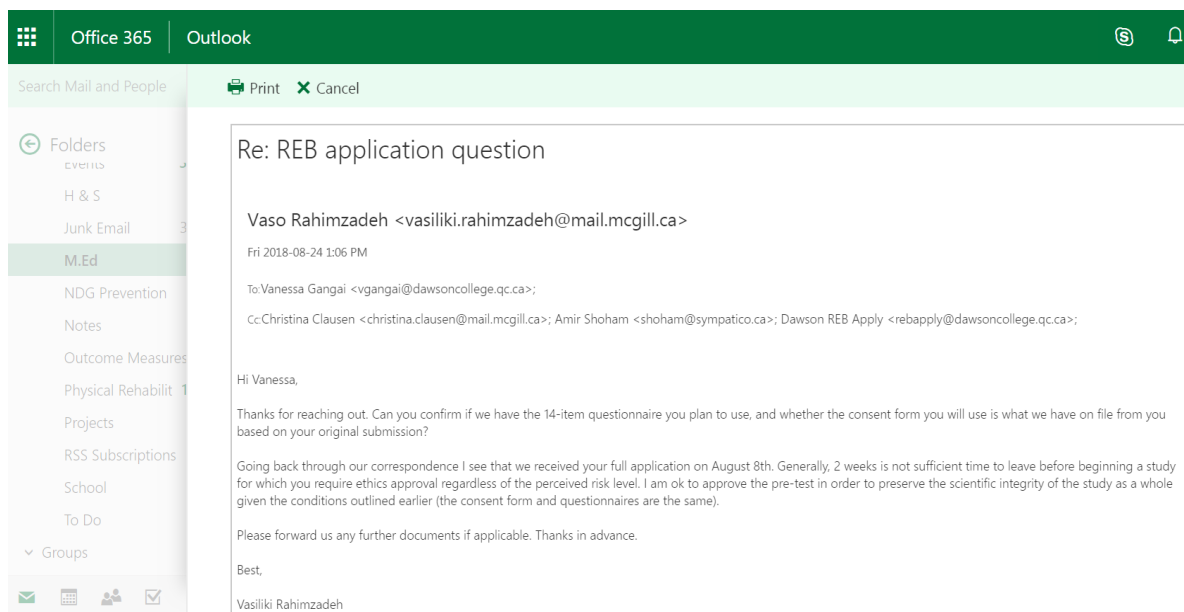 Office 365 Outlook
Search Mail and People
Print Cancel
Folders
Events
H & S
Junk Email 3
M.Ed
NDG Prevention
Notes
Outcome Measures
Physical Rehabilit 1
Projects
RSS Subscriptions
School
To Do
Groups
Re: REB application question
Vaso Rahimzadeh <vasiliki.rahimzadeh@mail.mcgill.ca>
Fri 2018-08-24 1:06 PM
To:Vanessa Gangai <vgangai@dawsoncollege.qc.ca>;
Cc:Christina Clausen <christina.clausen@mail.mcgill.ca>; Amir Shoham <shoham@sympatico.ca>; Dawson REB Apply <rebapply@dawsoncollege.qc.ca>;
Hi Vanessa,
Thanks for reaching out. Can you confirm if we have the 14-item questionnaire you plan to use, and whether the consent form you will use is what we have on file from you
based on your original submission?
Going back through our correspondence I see that we received your full application on August 8th. Generally, 2 weeks is not sufficient time to leave before beginning a study
for which you require ethics approval regardless of the perceived risk level. I am ok to approve the pre-test in order to preserve the scientific integrity of the study as a whole
given the conditions outlined earlier (the consent form and questionnaires are the same).
Please forward us any further documents if applicable. Thanks in advance.
Best,
Vasiliki Rahimzadeh